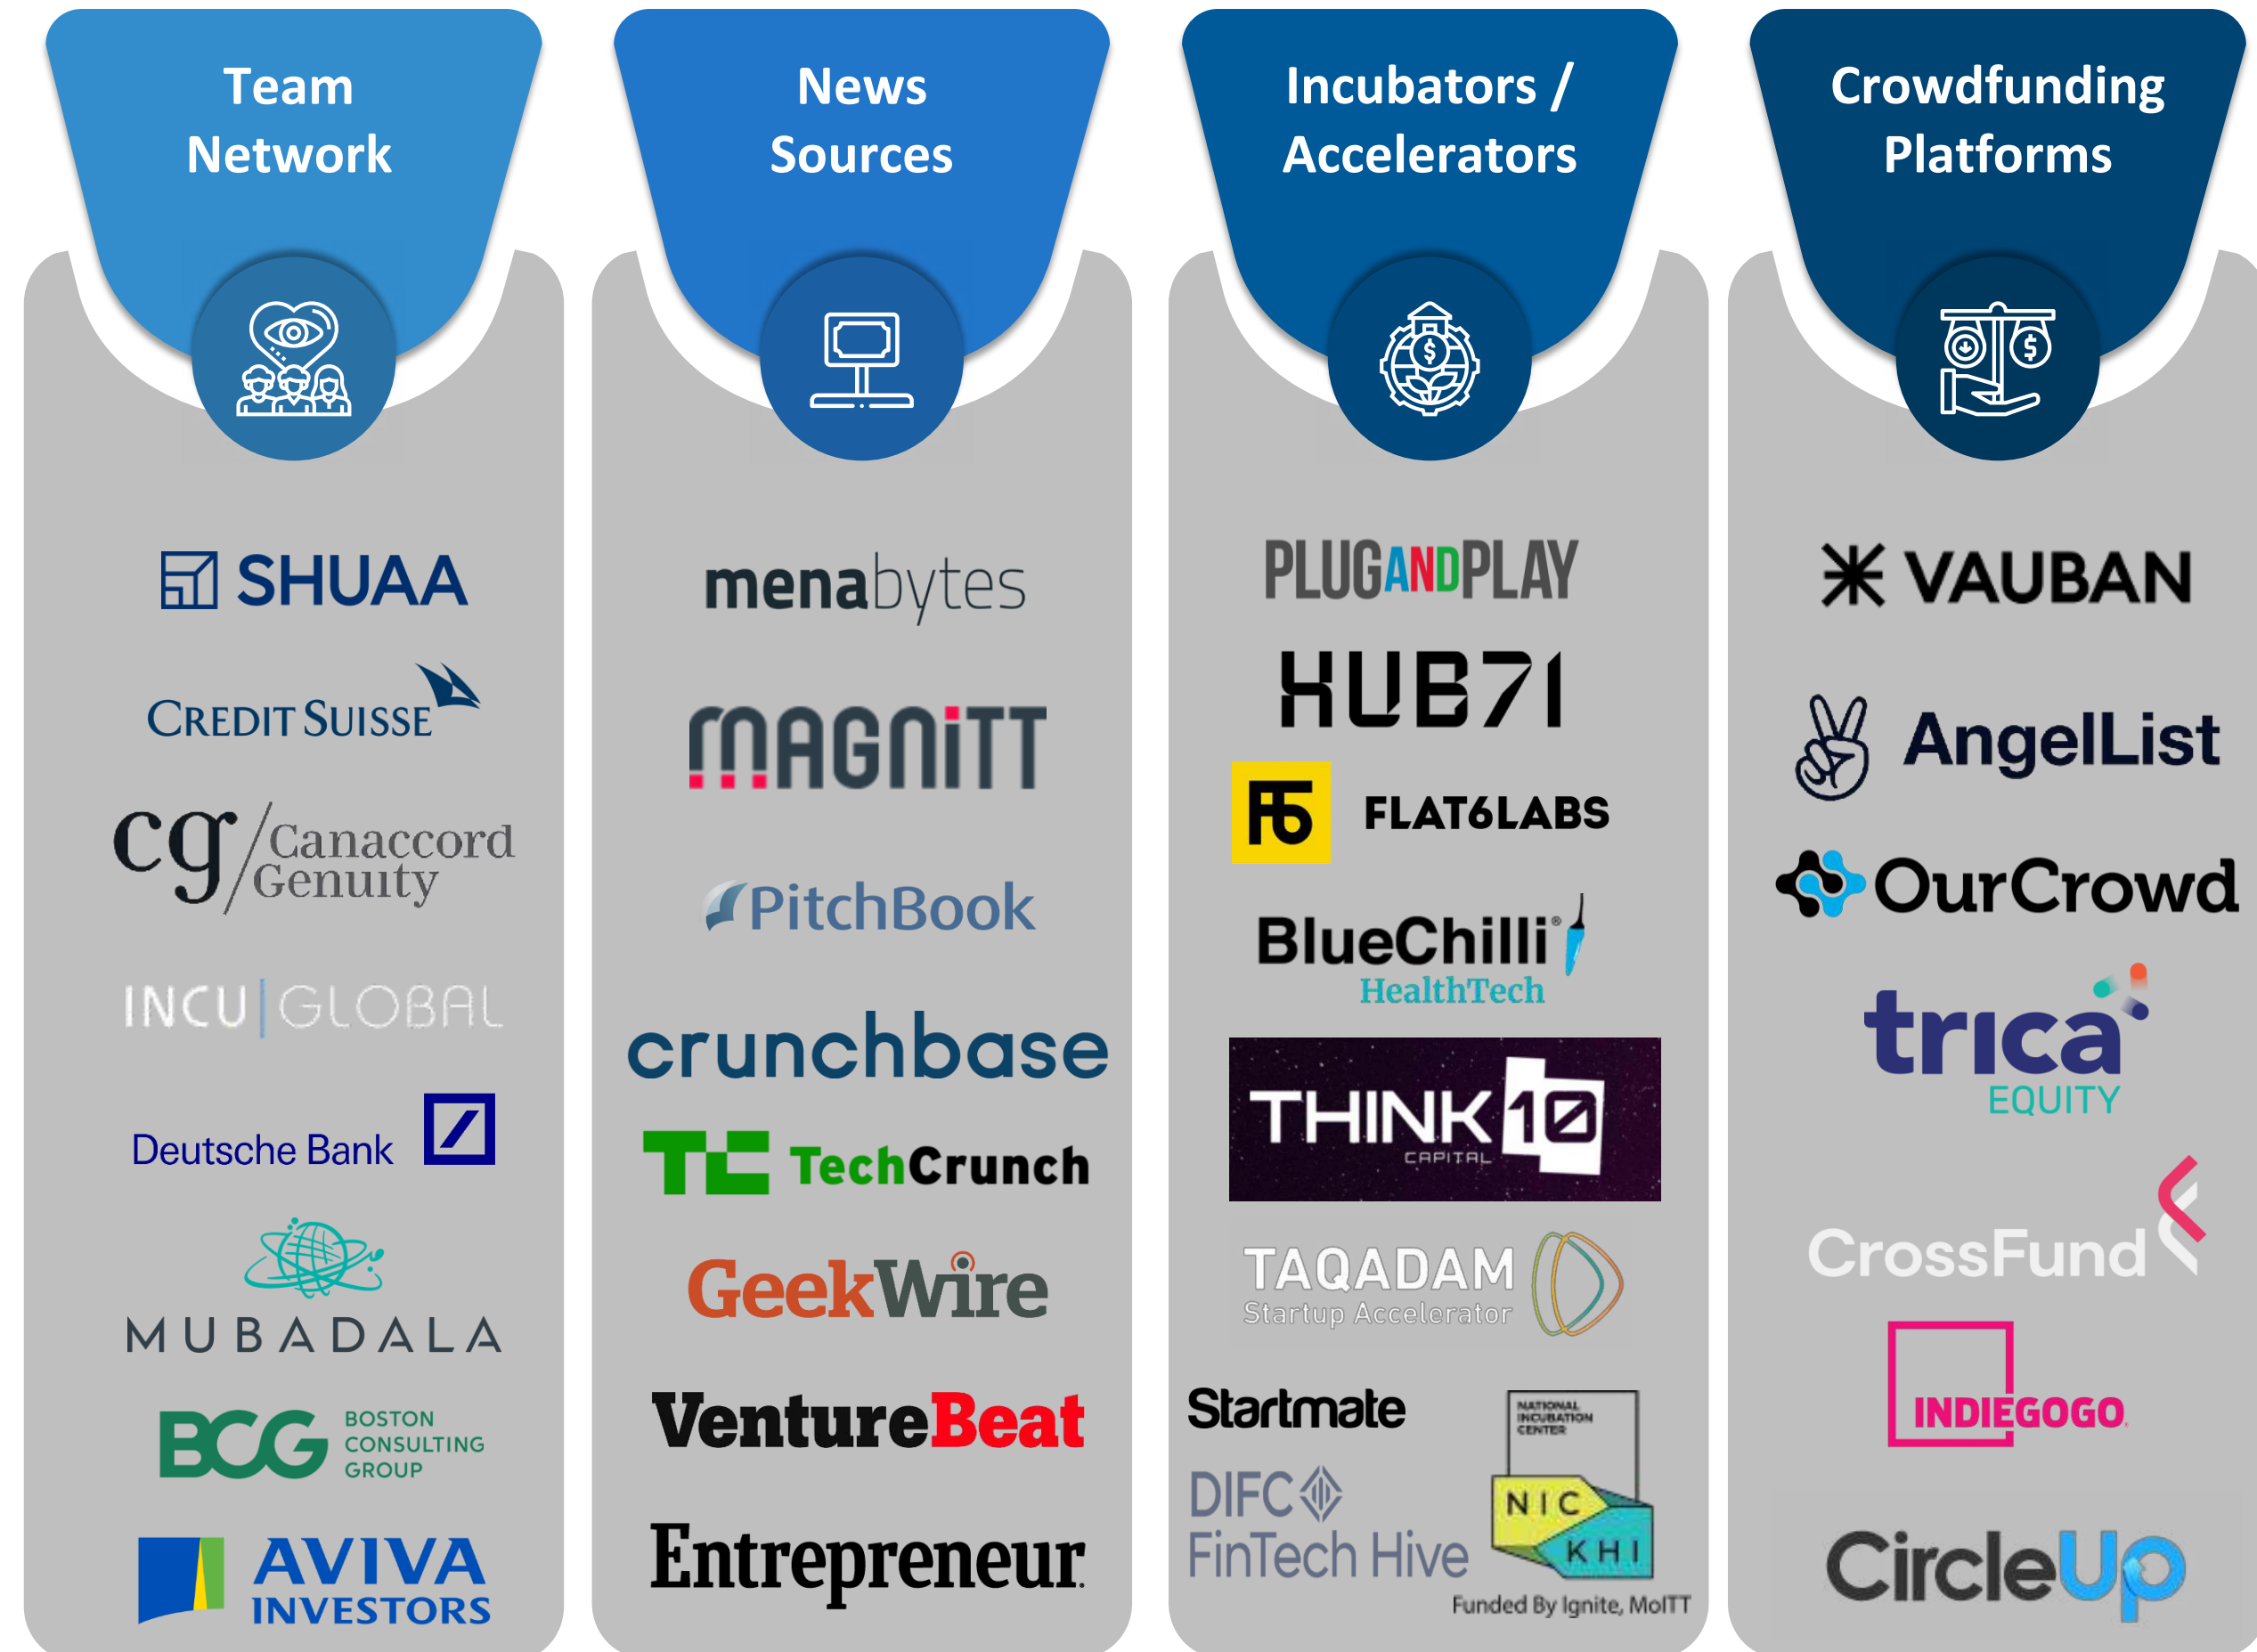 Team
Network
SHUAA
CREDIT SUISSE
cg/Canaccord
Genuity
INCU|GLOBAL
Deutsche Bank
MUBADALA
BCG BOSTON
CONSULTING
GROUP
AVIVA
INVESTORS
News
Sources
menabytes
MAGNiTT
PitchBook
crunchbase
TC TechCrunch
GeekWire
VentureBeat
Entrepreneur.
Incubators /
Accelerators
PLUGANDPLAY
HUB71
F6 FLAT6LABS
BlueChilli®
HealthTech
THINK 10
CAPITAL
TAQADAM
Startup Accelerator
Startmate
DIFC
FinTech Hive
NATIONAL
INCUBATION
CENTER
NIC
KHI
Funded By Ignite, MoITT
Crowdfunding
Platforms
VAUBAN
AngelList
OurCrowd
trica
EQUITY
CrossFund
INDIEGOGO
CircleUp